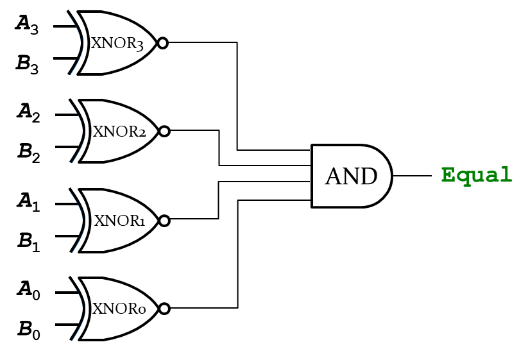 A3
XNOR3
B3
A2
XNOR2
B2
AND
Equal
A1
XNOR1
B1
A0
XNOR0
B0